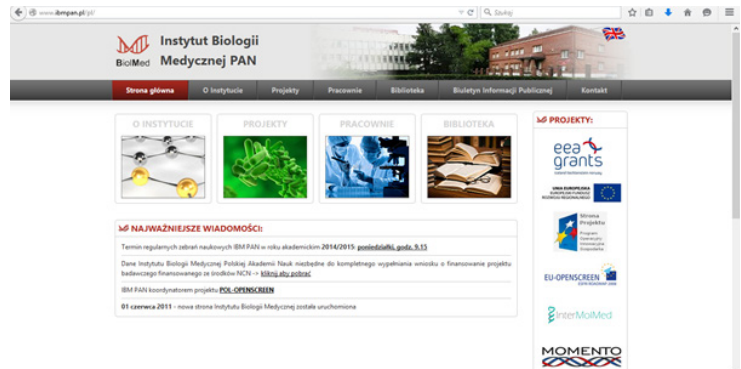 www.ibmpan.pl/pl/
Szukaj
Instytut Biologii
Medycznej PAN
BiolMed
Strona główna O Instytucie Projekty Pracownie Biblioteka Biuletyn Informacji Publicznej Kontakt
O INSTYTUCIE PROJEKTY PRACOWNIE BIBLIOTEKA
NAJWAŻNIEJSZE WIADOMOŚCI:
Termin regularnych zebrań naukowych IBM PAN w roku akademickim 2014/2015: poniedziałki, godz. 9.15
Dane Instytutu Biologii Medycznej Polskiej Akademii Nauk niezbędne do kompletnego wypełniania wniosku o finansowanie projektu
badawczego finansowanego ze środków NCN -> kliknij aby pobrać
IBM PAN koordynatorem projektu POL-OPENSCREEN
01 czerwca 2011 - nowa strona Instytutu Biologii Medycznej została uruchomiona
PROJEKTY:
eea
grants
UNIA EUROPEJSKA
EUROPEJSKI FUNDUSZ
ROZWOJU REGIONALNEGO
Strona
Projektu
Program
Operacyjny
Innowacyjna
Gospodarka
EU-OPENSCREEN
InterMolMed
MOMENTO